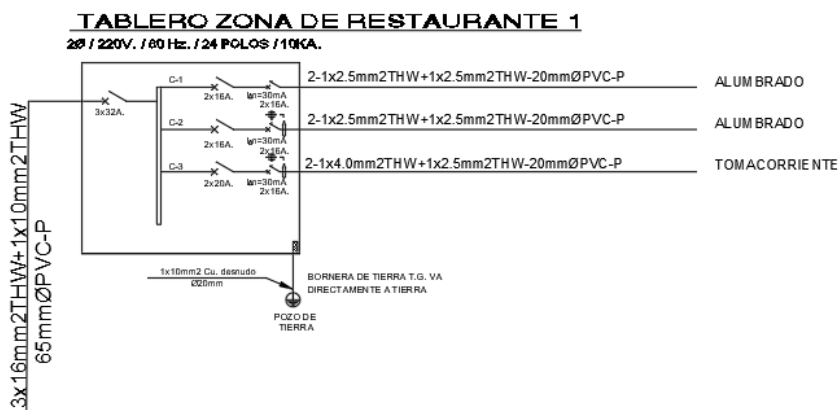 TABLERO ZONA DE RESTAURANTE 1
2Ø / 220V. / 60 Hz. / 24 POLOS / 10KA.
C-1
2x16A.
Ian=30mA
2x16A.
2-1x2.5mm2THW+1x2.5mm2THW-20mmØPVC-P
ALUMBRADO
3x32A.
C-2
2x16A.
Ian=30mA
2x16A.
2-1x2.5mm2THW+1x2.5mm2THW-20mmØPVC-P
ALUMBRADO
C-3
2x20A.
Ian=30mA
2x16A.
2-1x4.0mm2THW+1x2.5mm2THW-20mmØPVC-P
TOMACORRIENTE
3x16mm2THW+1x10mm2THW
65mmØPVC-P
1x10mm2 Cu. desnudo
Ø20mm
BORNERA DE TIERRA T.G. VA
DIRECTAMENTE A TIERRA
POZO DE
TIERRA